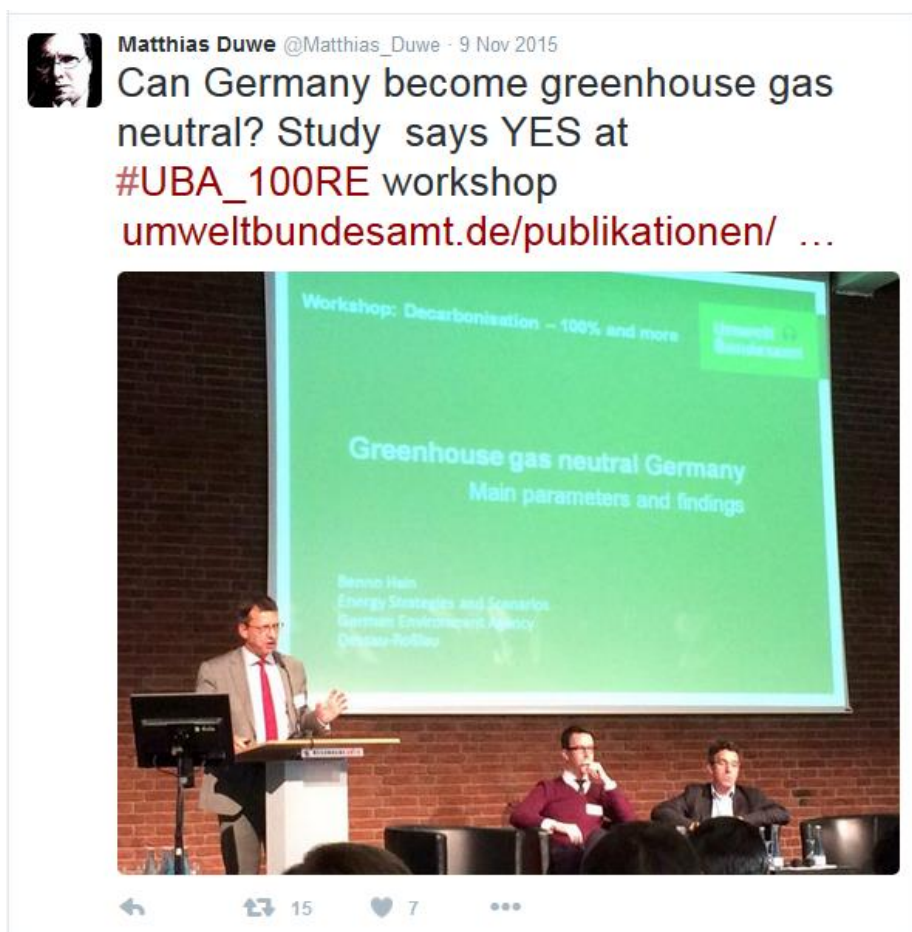 Matthias Duwe @Matthias_Duwe · 9 Nov 2015
Can Germany become greenhouse gas
neutral? Study says YES at
#UBA_100RE workshop
umweltbundesamt.de/publikationen/ ...
Workshop: Decarbonisation – 100% and more
Umwelt
Bundesamt
Greenhouse gas neutral Germany
Main parameters and findings
Benno Hain
Energy Strategies and Scenarios
German Environment Agency
Dessau-Roßlau
15
7